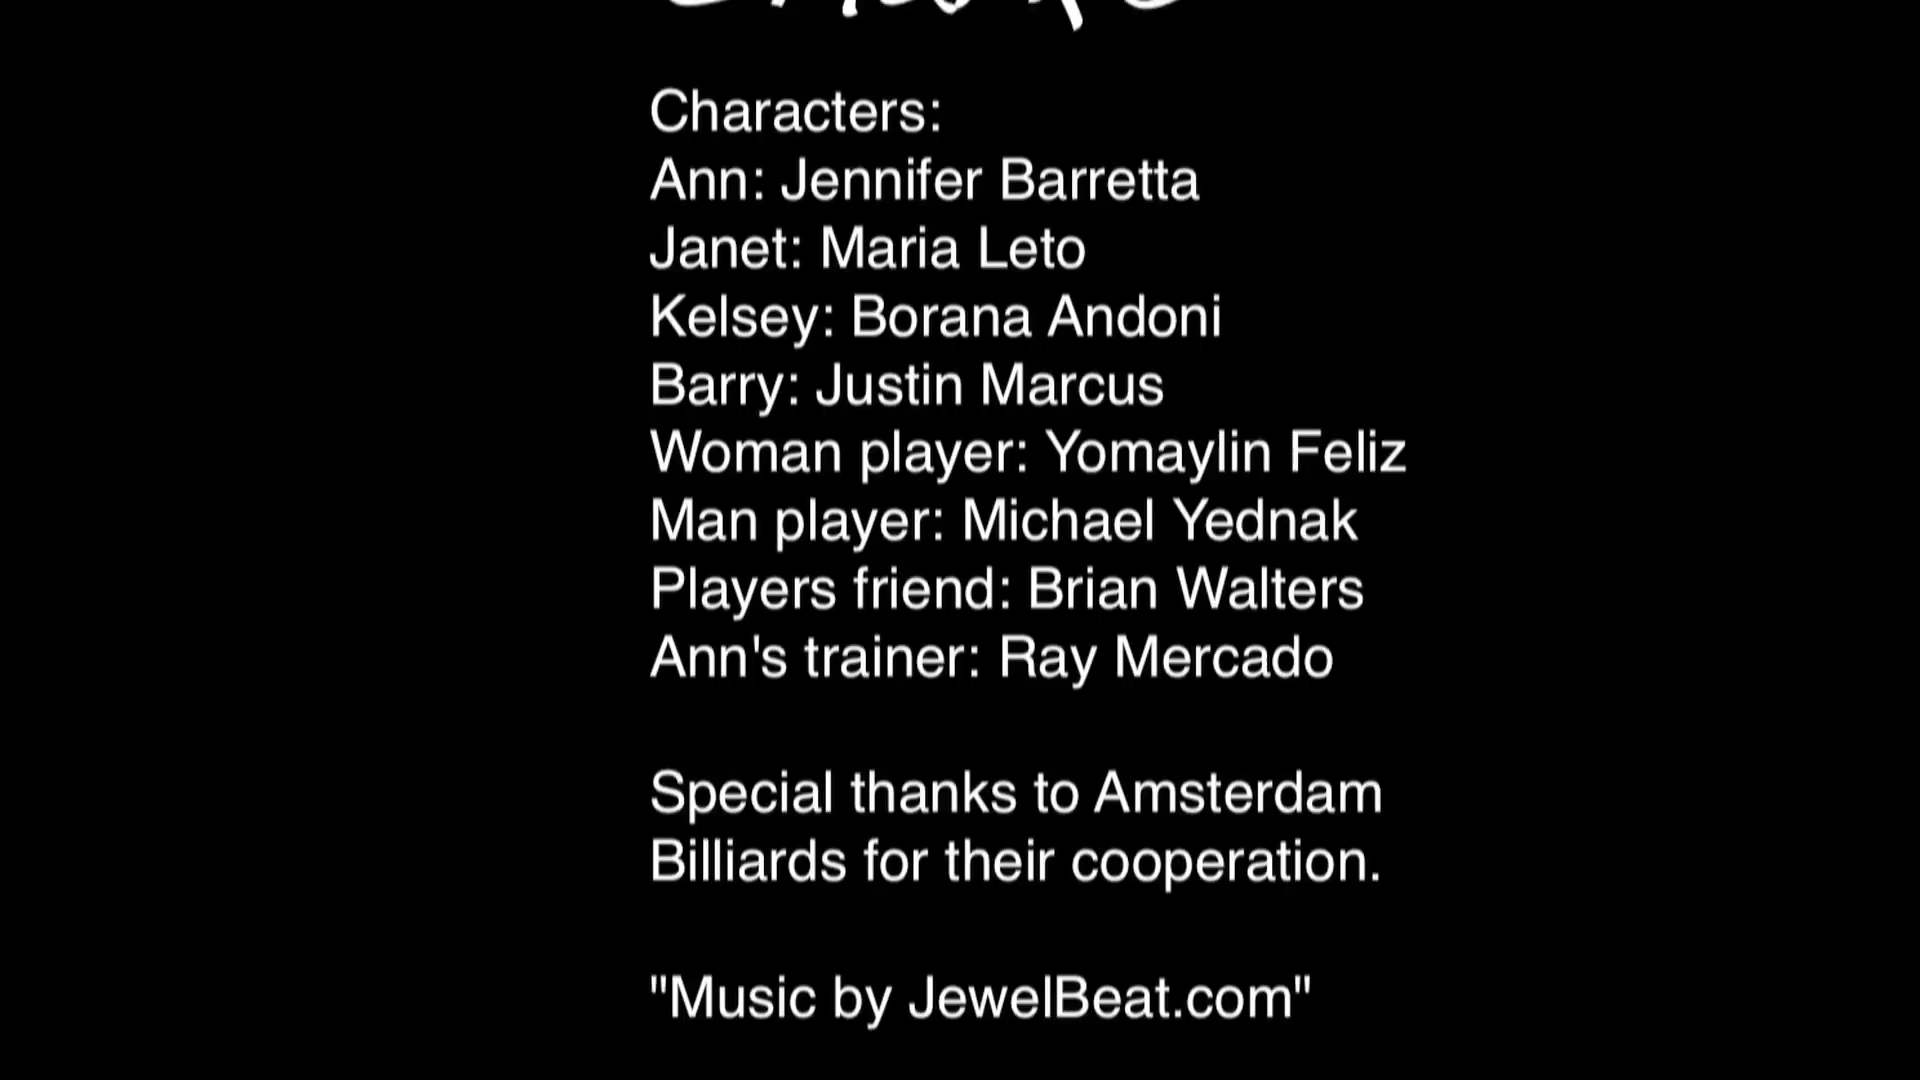 Characters:
Ann: Jennifer Barretta
Janet: Maria Leto
Kelsey: Borana Andoni
Barry: Justin Marcus
Woman player: Yomaylin Feliz
Man player: Michael Yednak
Players friend: Brian Walters
Ann's trainer: Ray Mercado
Special thanks to Amsterdam
Billiards for their cooperation.
"Music by JewelBeat.com"